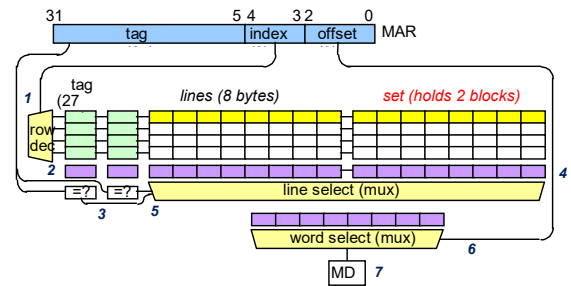 31 5 4 3 2 0
tag index offset MAR
tag
(27
lines (8 bytes)
set (holds 2 blocks)
1
row
dec
2
=? =?
3
4
line select (mux)
5
word select (mux)
6
MD
7